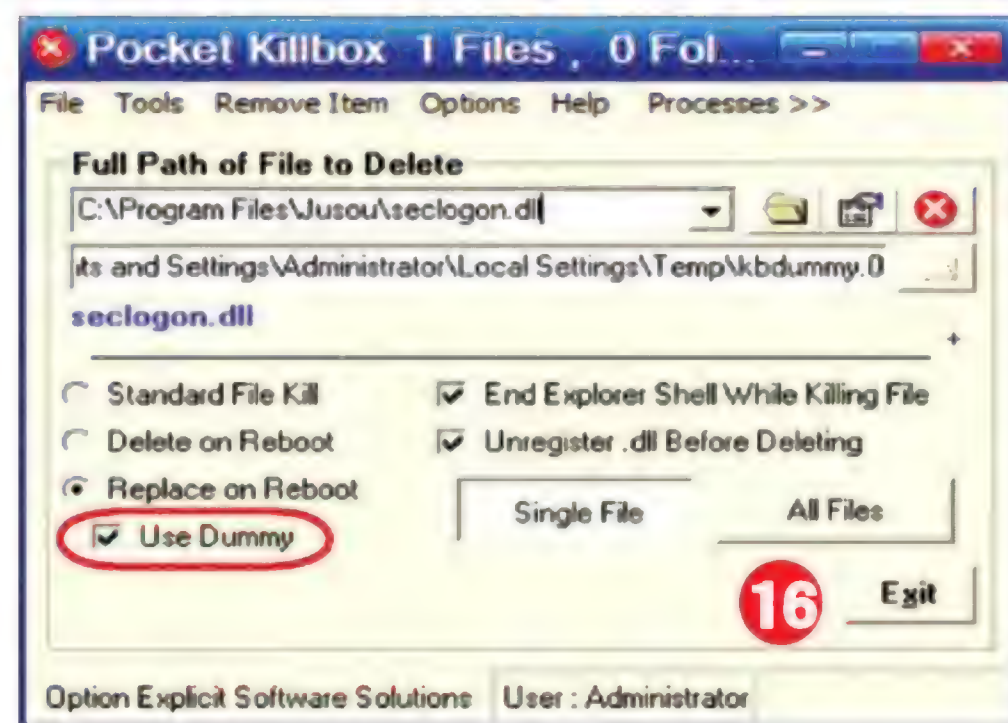 Pocket Killbox 1 Files , 0 Fol...
File Tools Remove Item Options Help Processes >>
Full Path of File to Delete
C:\Program Files\Jusou\seclogon.dll
its and Settings\Administrator\Local Settings\Temp\kbdummy.0
seclogon.dll
+
Standard File Kill
End Explorer Shell While Killing File
Delete on Reboot
Unregister .dll Before Deleting
Replace on Reboot
Use Dummy
Single File
All Files
16
Exit
Option Explicit Software Solutions
User : Administrator